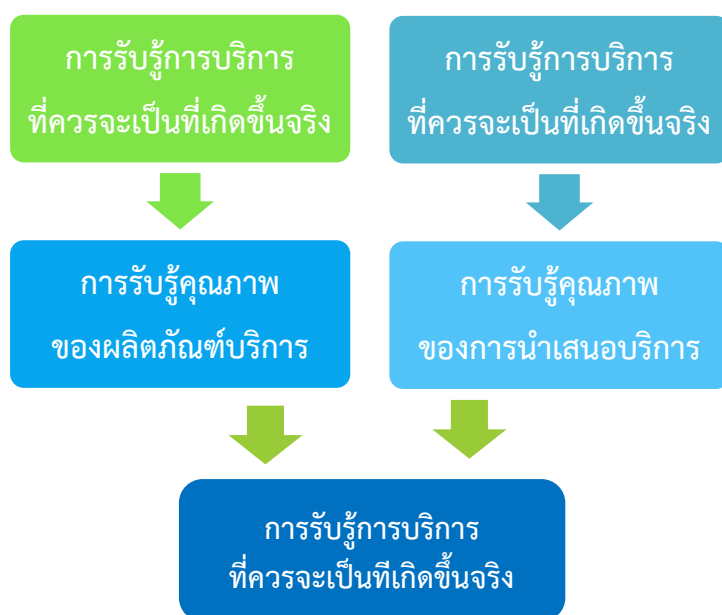 การรับรู้การบริการ
ที่ควรจะเป็นที่เกิดขึ้นจริง
การรับรู้การบริการ
ที่ควรจะเป็นที่เกิดขึ้นจริง
การรับรู้คุณภาพ
ของผลิตภัณฑ์บริการ
การรับรู้คุณภาพ
ของการนำเสนอบริการ
การรับรู้การบริการ
ที่ควรจะเป็นทีเกิดขึ้นจริง